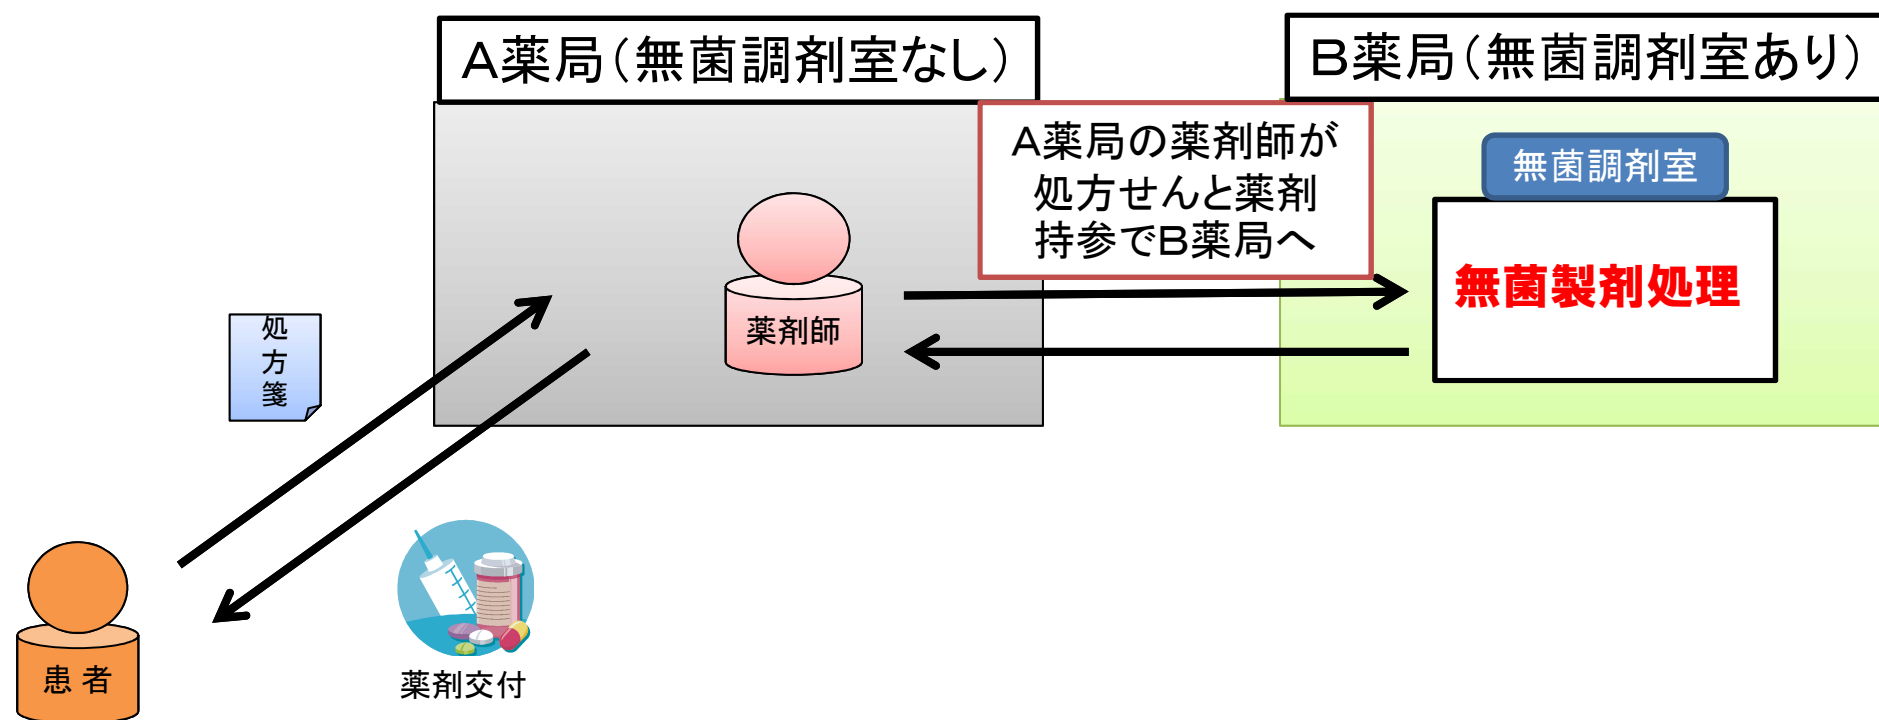 A薬局（無菌調剤室なし）
B薬局（無菌調剤室あり）
A薬局の薬剤師が
処方せんと薬剤
持参でB薬局へ
無菌調剤室
無菌製剤処理
薬剤師
処
方
箋
患 者
薬剤交付